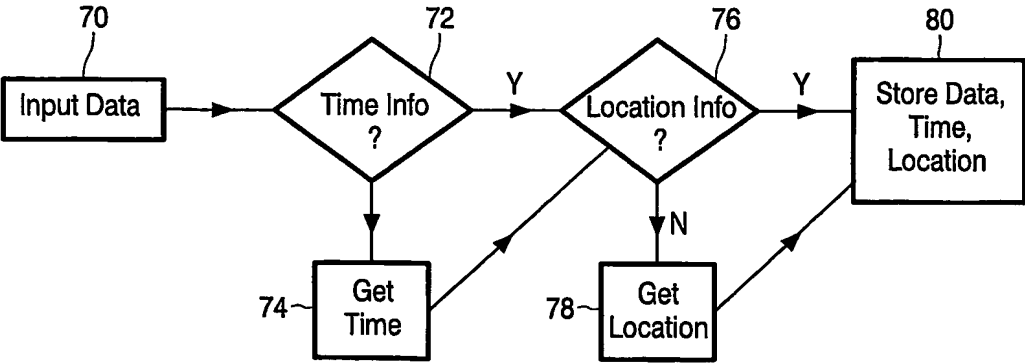 70
Input Data
72
Time Info
?
Y
74
Get
Time
76
Location Info
?
Y
N
78
Get
Location
80
Store Data,
Time,
Location